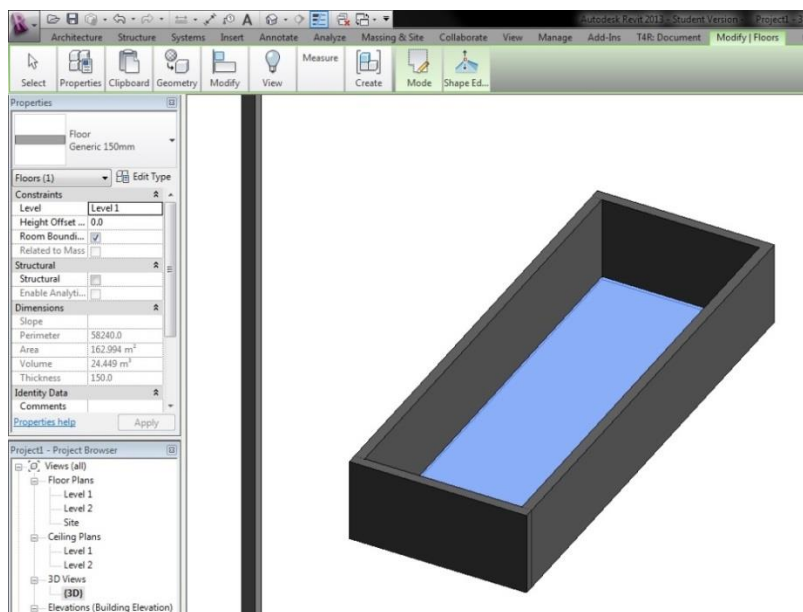 Autodesk Revit 2013 - Student Version - Project1 -
Architecture Structure Systems Insert Annotate Analyze Massing & Site Collaborate View Manage Add-Ins T4R: Document Modify | Floors
Select Properties Clipboard Geometry Modify View Measure Create Mode Shape Ed...
Properties
Floor
Generic 150mm
Floors (1) Edit Type
Constraints
Level Level 1
Height Offset ... 0.0
Room Boundi...
Related to Mass
Structural
Structural
Enable Analyti...
Dimensions
Slope
Perimeter 58240.0
Area 162.994 m²
Volume 24.449 m³
Thickness 150.0
Identity Data
Comments
Properties help Apply
Project1 - Project Browser
Views (all)
Floor Plans
Level 1
Level 2
Site
Ceiling Plans
Level 1
Level 2
3D Views
(3D)
Elevations (Building Elevation)